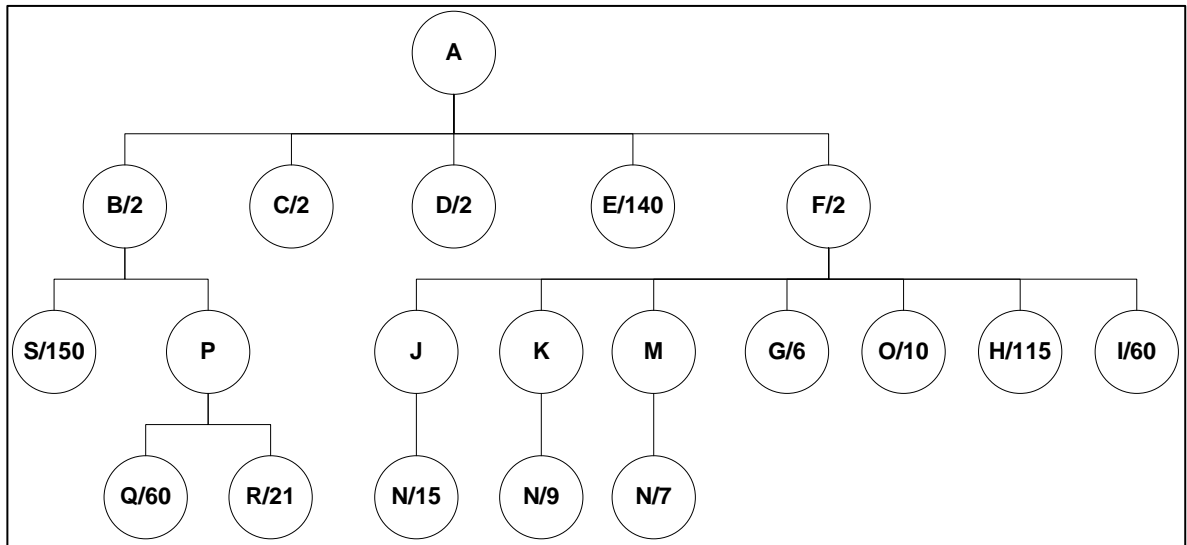 A
B/2
C/2
D/2
E/140
F/2
S/150
P
J
K
M
G/6
O/10
H/115
I/60
Q/60
R/21
N/15
N/9
N/7